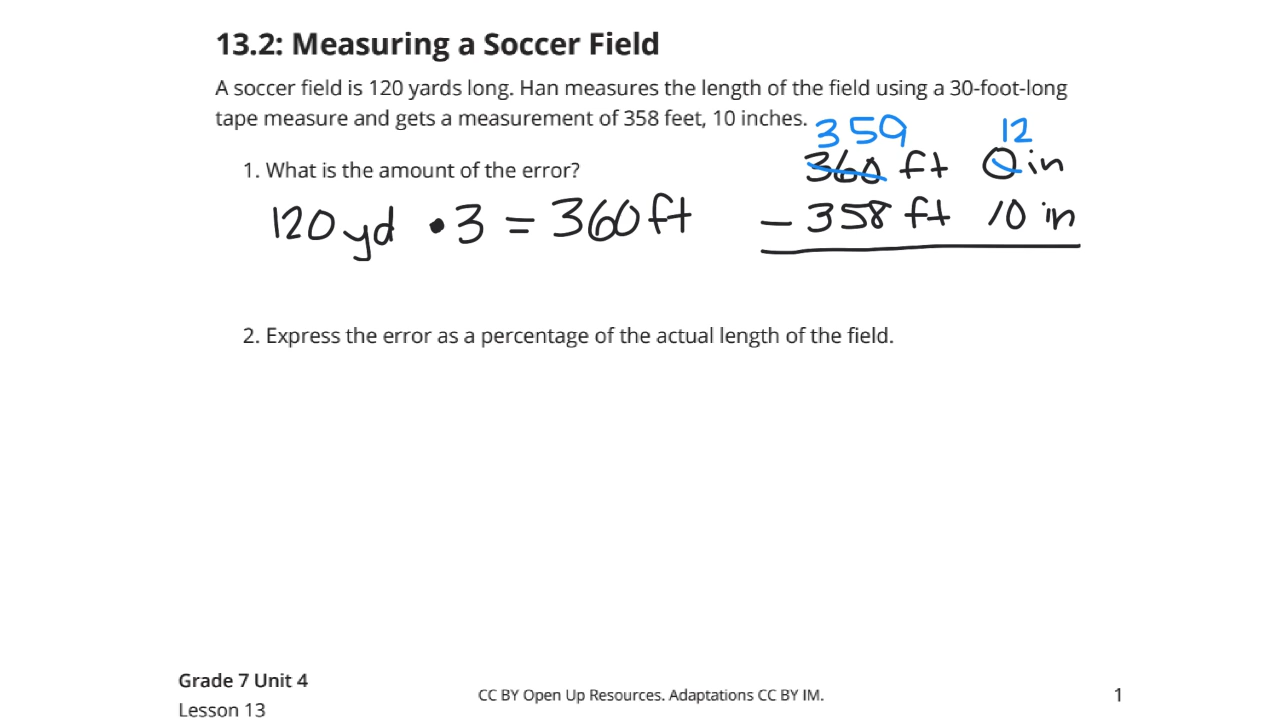 13.2: Measuring a Soccer Field
A soccer field is 120 yards long. Han measures the length of the field using a 30-foot-long
tape measure and gets a measurement of 358 feet, 10 inches.
359 12
1. What is the amount of the error?
360 ft 0 in
120 yd • 3 = 360 ft
- 358 ft 10 in
2. Express the error as a percentage of the actual length of the field.
Grade 7 Unit 4
Lesson 13
CC BY Open Up Resources. Adaptations CC BY IM.
1